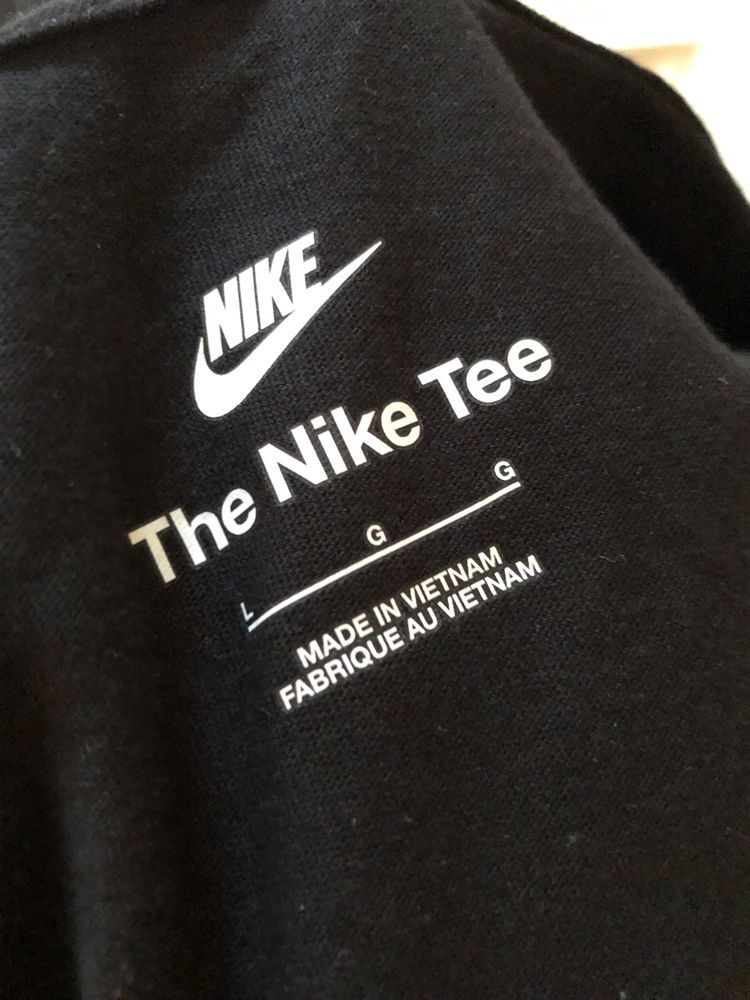 NIKE
The Nike Tee
L G G
MADE IN VIETNAM
FABRIQUE AU VIETNAM